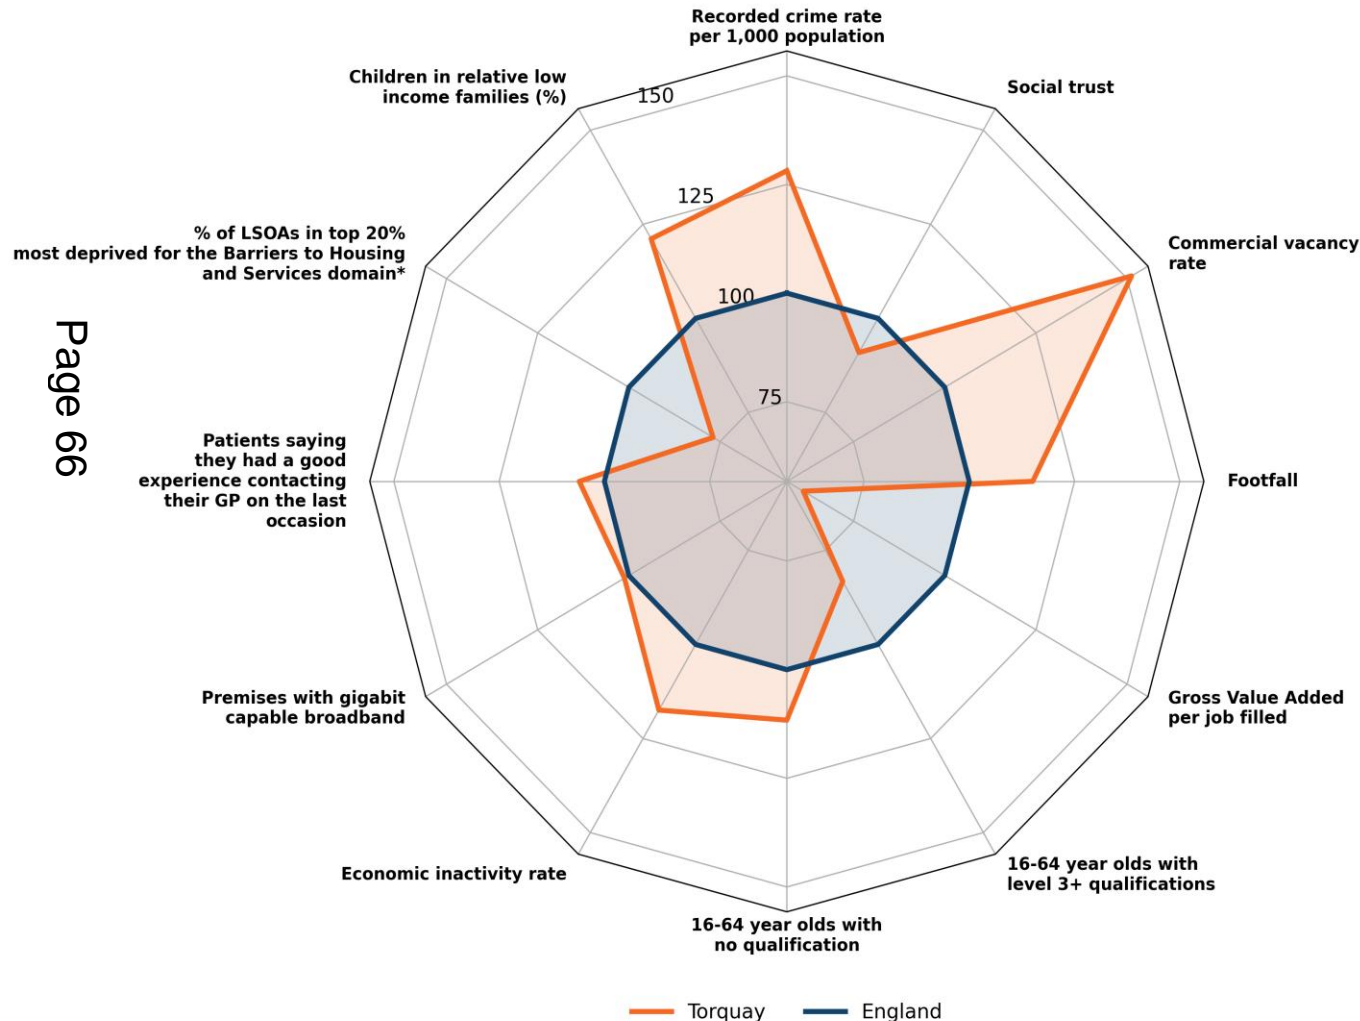 Recorded crime rate
per 1,000 population
Social trust
Commercial vacancy
rate
Footfall
Gross Value Added
per job filled
16-64 year olds with
level 3+ qualifications
16-64 year olds with
no qualification
Economic inactivity rate
Premises with gigabit
capable broadband
Patients saying
they had a good
experience contacting
their GP on the last
occasion
% of LSOAs in top 20%
most deprived for the Barriers to Housing
and Services domain*
Children in relative low
income families (%)
150
125
100
75
Page 66
Torquay
England